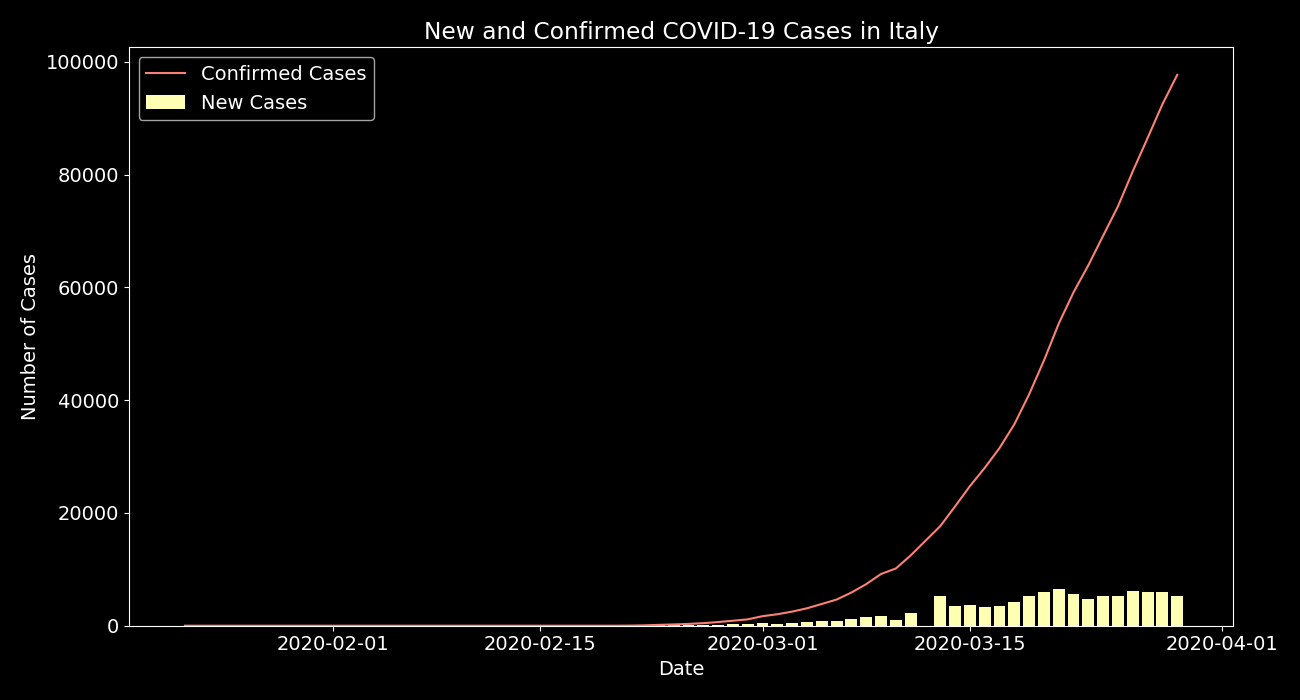 New and Confirmed COVID-19 Cases in Italy
Confirmed Cases
New Cases
100000
80000
60000
40000
20000
0
Number of Cases
2020-02-01
2020-02-15
2020-03-01
2020-03-15
2020-04-01
Date